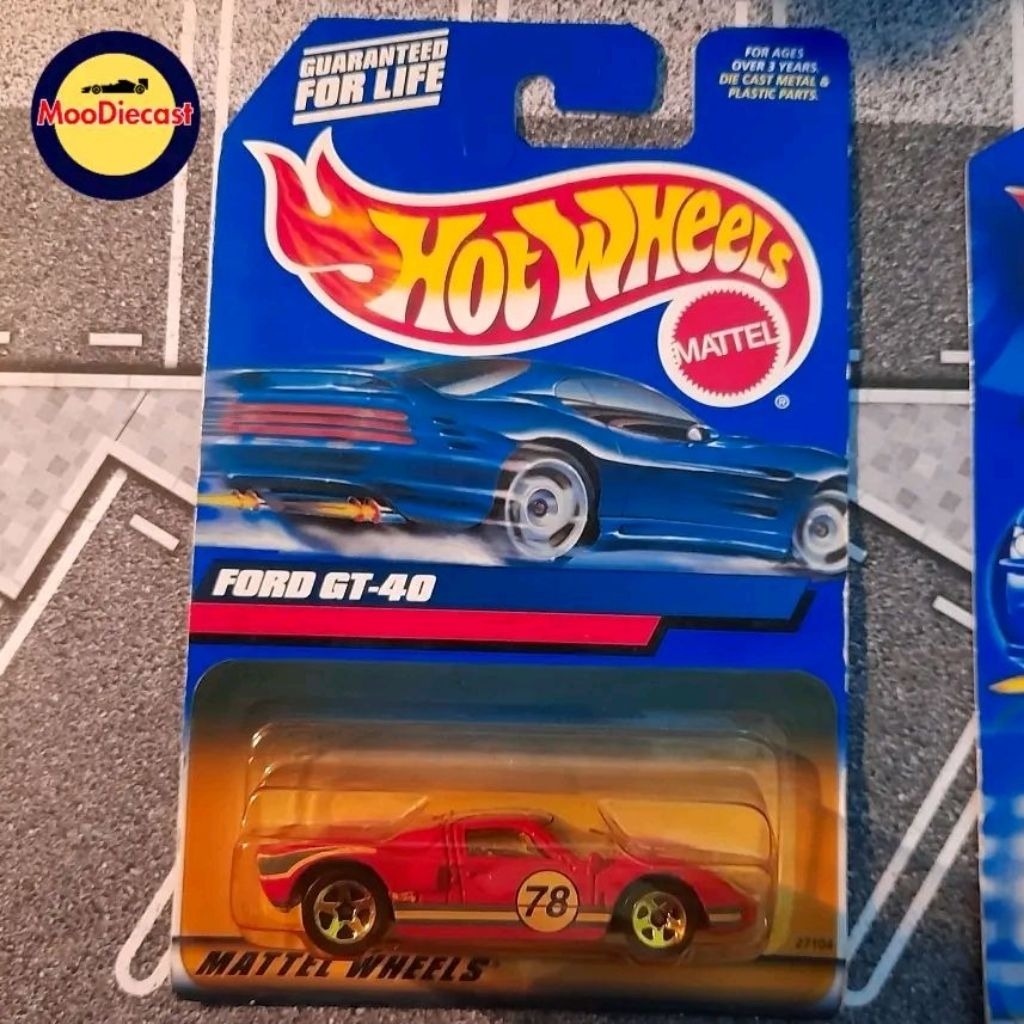 MooDiecast
GUARANTEED
FOR LIFE
FOR AGES
OVER 3 YEARS.
DIE CAST METAL &
PLASTIC PARTS.
HOT WHEELS
MATTEL
®
FORD GT-40
78
MATTEL WHEELS